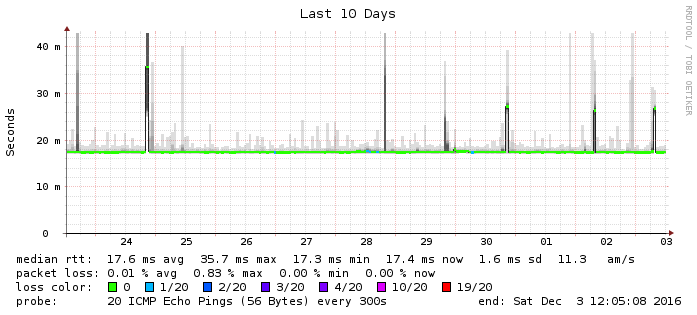 Last 10 Days
RRDTOOL / TOBI OETIKER
Seconds
40 m
30 m
20 m
10 m
0
24 25 26 27 28 29 30 01 02 03
median rtt: 17.6 ms avg 35.7 ms max 17.3 ms min 17.4 ms now 1.6 ms sd 11.3 am/s
packet loss: 0.01 % avg 0.83 % max 0.00 % min 0.00 % now
loss color: 0 1/20 2/20 3/20 4/20 10/20 19/20
probe: 20 ICMP Echo Pings (56 Bytes) every 300s end: Sat Dec 3 12:05:08 2016